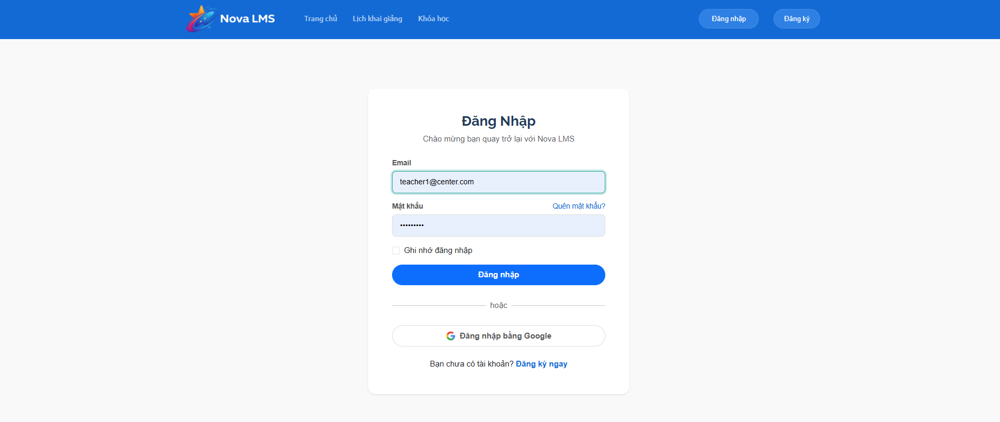 Nova LMS
Trang chủ
Lịch khai giảng
Khóa học
Đăng nhập
Đăng ký
Đăng Nhập
Chào mừng bạn quay trở lại với Nova LMS
Email
teacher1@center.com
Mật khẩu
Quên mật khẩu?
•••••••••
Ghi nhớ đăng nhập
Đăng nhập
hoặc
Đăng nhập bằng Google
Bạn chưa có tài khoản? Đăng ký ngay